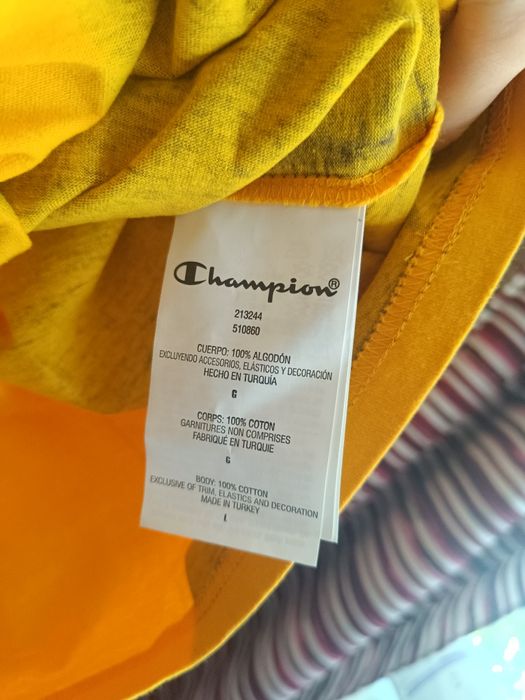 Champion®
213244
510860
CUERPO: 100% ALGODÓN
EXCLUYENDO ACCESORIOS, ELÁSTICOS Y DECORACIÓN
HECHO EN TURQUÍA
G
CORPS: 100% COTON
GARNITURES NON COMPRISES
FABRIQUÉ EN TURQUIE
G
BODY: 100% COTTON
EXCLUSIVE OF TRIM, ELASTICS AND DECORATION
MADE IN TURKEY
L